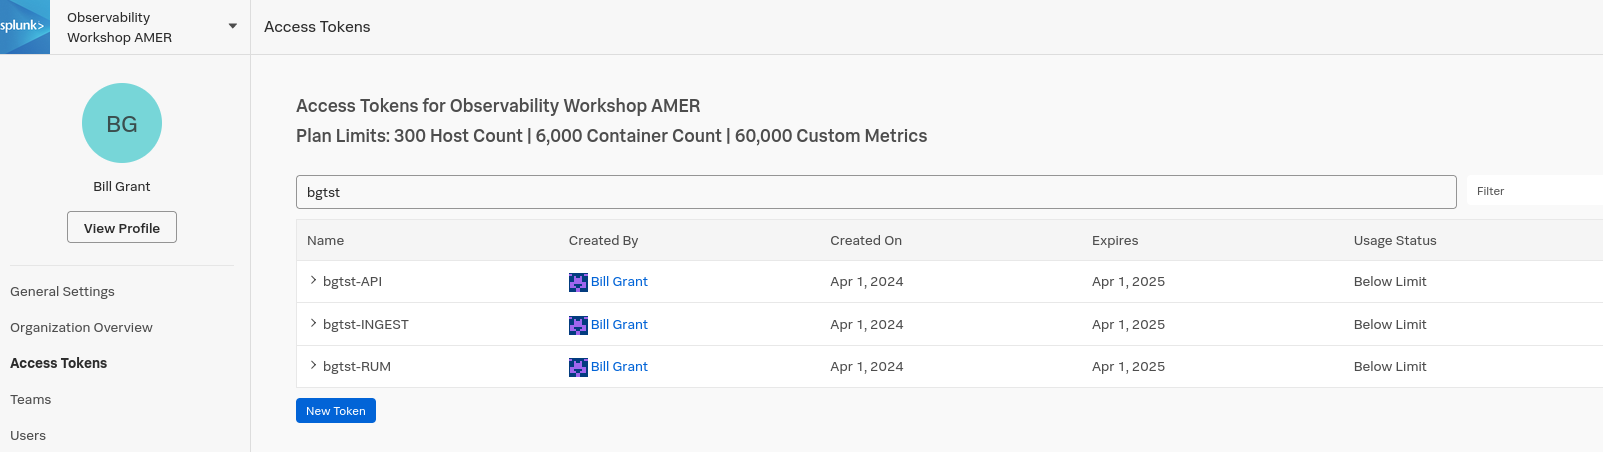 splunk>
Observability
Workshop AMER
Access Tokens
BG
Bill Grant
View Profile
General Settings
Organization Overview
Access Tokens
Teams
Users
Access Tokens for Observability Workshop AMER
Plan Limits: 300 Host Count | 6,000 Container Count | 60,000 Custom Metrics
bgtst
Filter
Name Created By Created On Expires Usage Status
bgtst-API Bill Grant Apr 1, 2024 Apr 1, 2025 Below Limit
bgtst-INGEST Bill Grant Apr 1, 2024 Apr 1, 2025 Below Limit
bgtst-RUM Bill Grant Apr 1, 2024 Apr 1, 2025 Below Limit
New Token